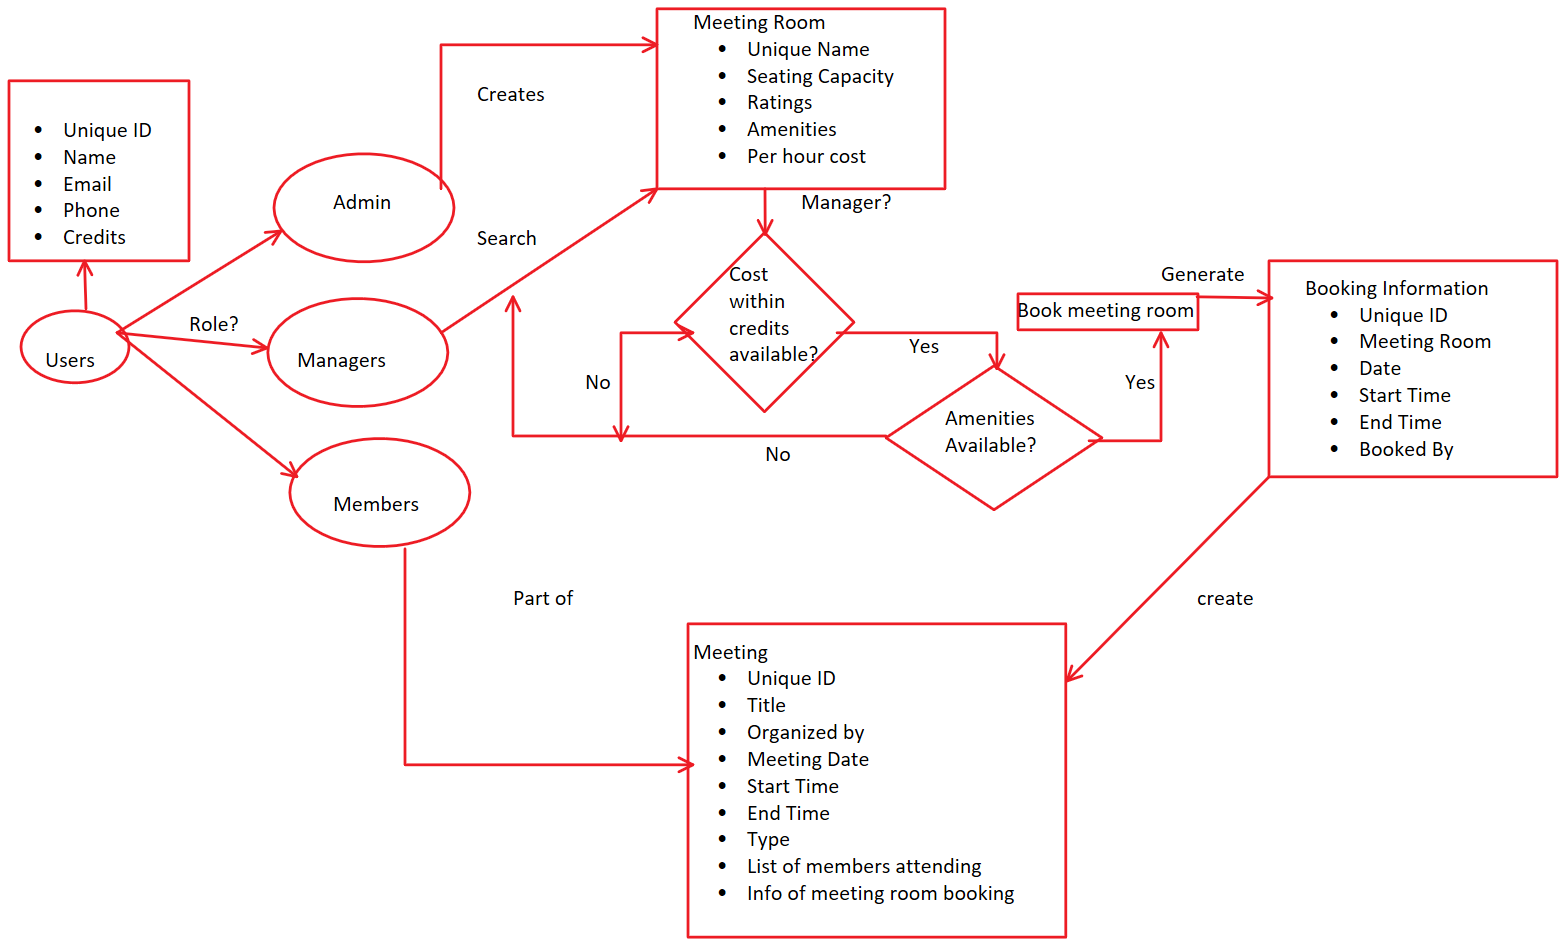 Meeting Room
• Unique Name
• Seating Capacity
• Ratings
• Amenities
• Per hour cost
Creates
• Unique ID
• Name
• Email
• Phone
• Credits
Admin
Manager?
Search
Role?
Users
Managers
Members
Cost
within
credits
available?
No
Yes
Amenities
Available?
No
Yes
Book meeting room
Generate
Booking Information
• Unique ID
• Meeting Room
• Date
• Start Time
• End Time
• Booked By
Part of
create
Meeting
• Unique ID
• Title
• Organized by
• Meeting Date
• Start Time
• End Time
• Type
• List of members attending
• Info of meeting room booking